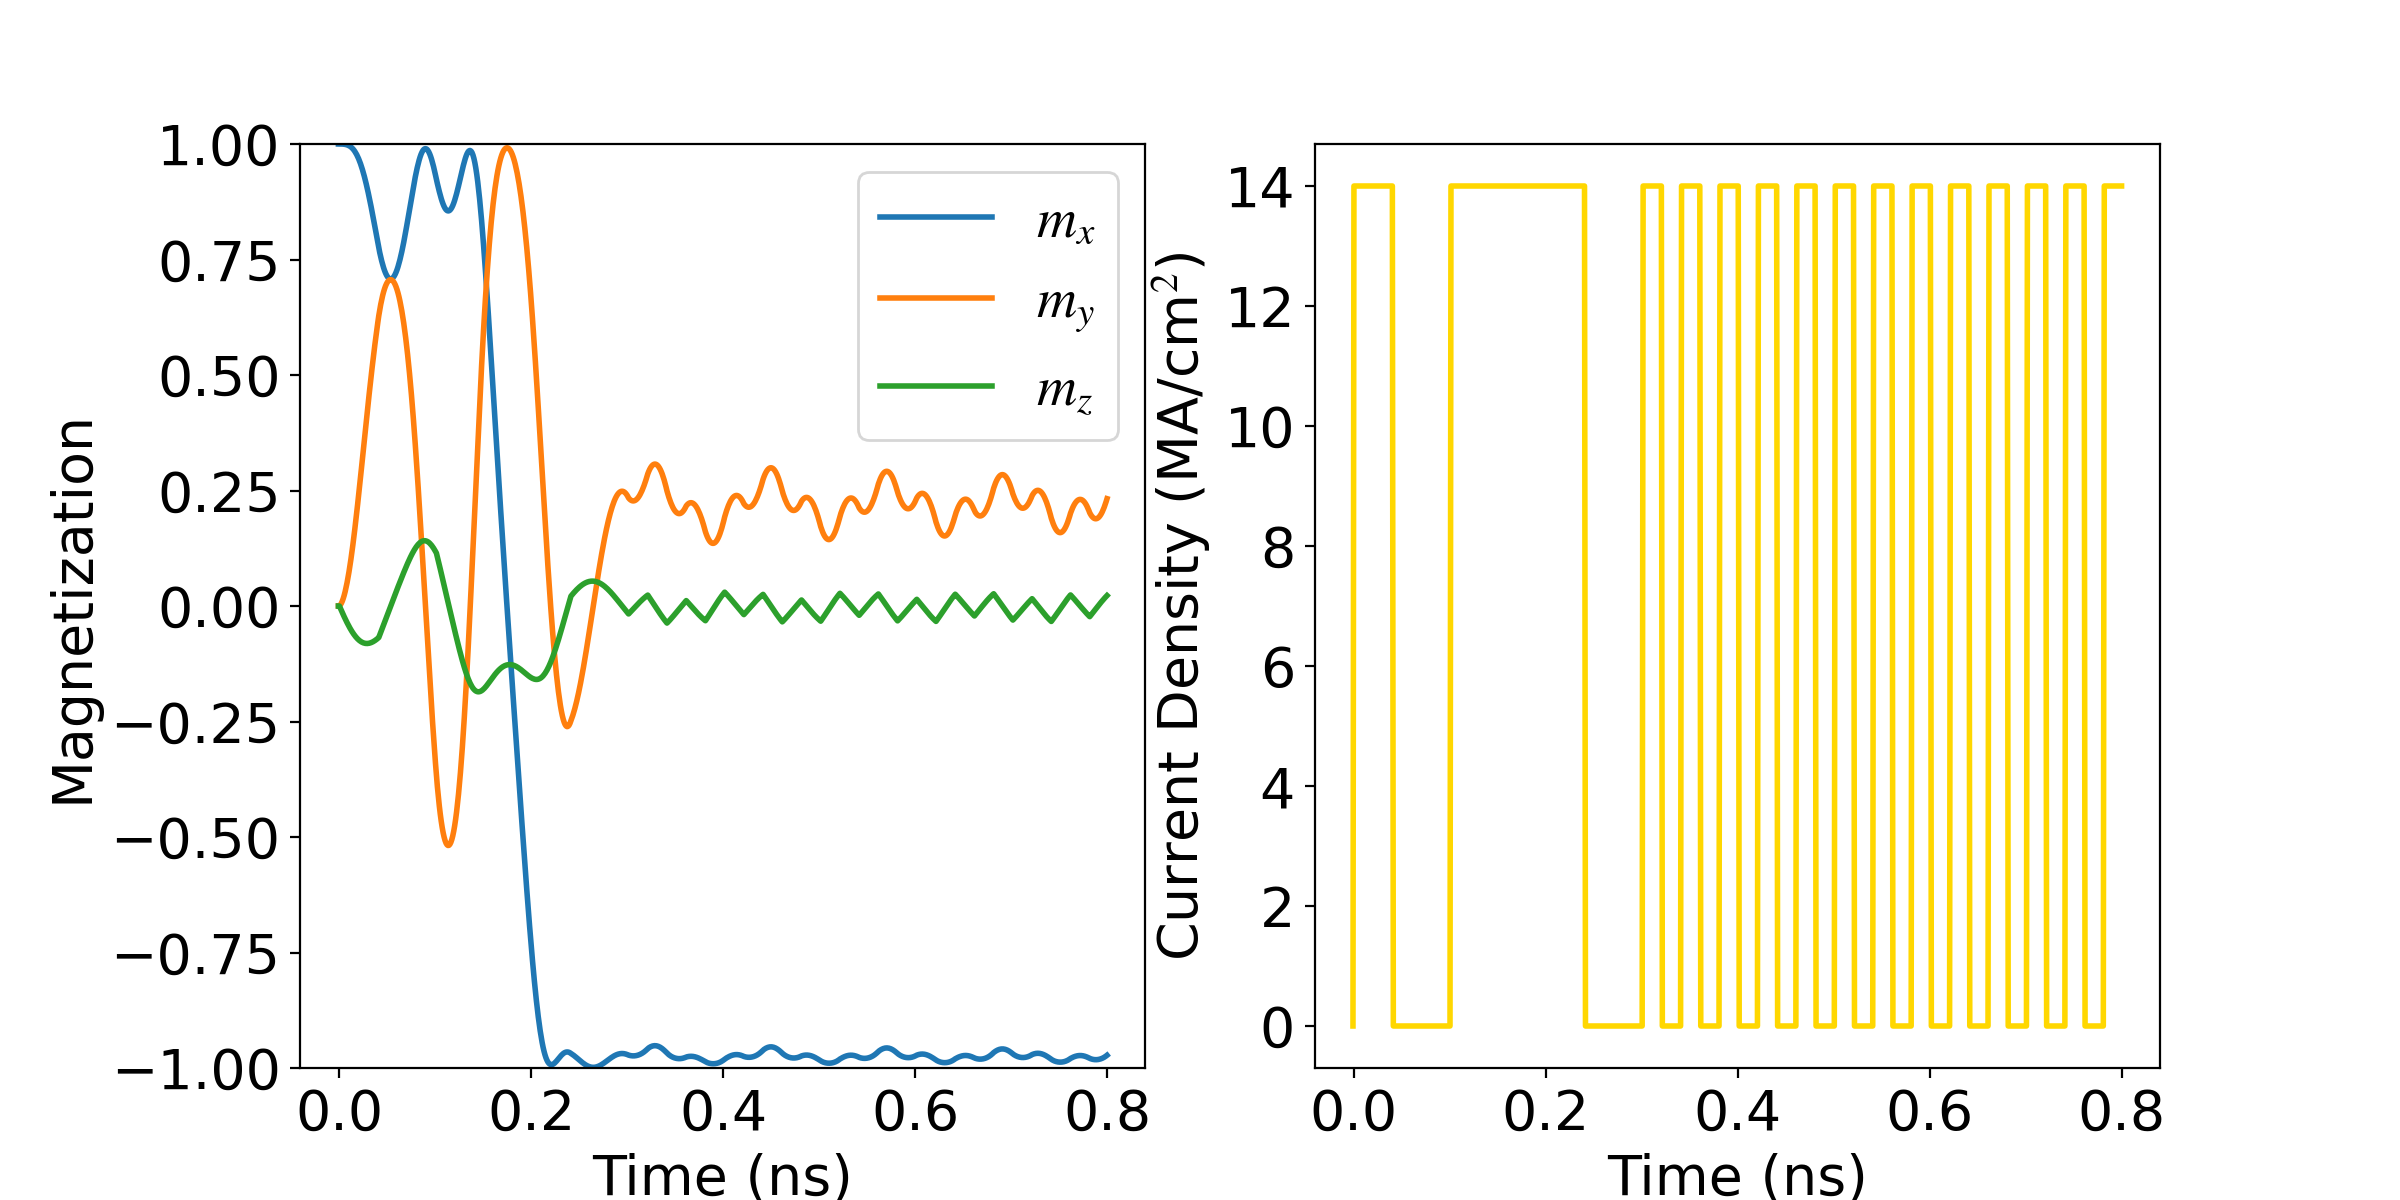 Magnetization
1.00
0.75
0.50
0.25
0.00
−0.25
−0.50
−0.75
−1.00
0.0 0.2 0.4 0.6 0.8
Time (ns)
m_x
m_y
m_z
Current Density (MA/cm²)
14
12
10
8
6
4
2
0
0.0 0.2 0.4 0.6 0.8
Time (ns)